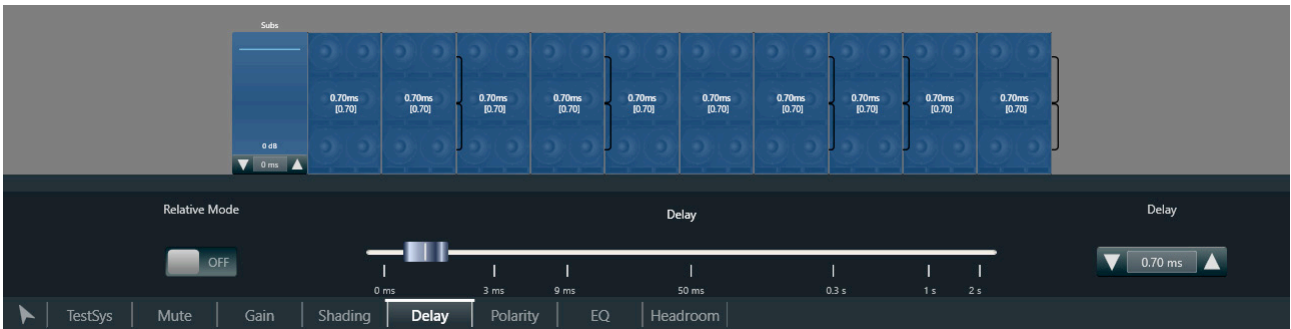 Subs
0.70ms 0.70ms 0.70ms 0.70ms 0.70ms 0.70ms 0.70ms 0.70ms 0.70ms 0.70ms
[0.70] [0.70] [0.70] [0.70] [0.70] [0.70] [0.70] [0.70] [0.70] [0.70]
0 dB
0 ms
Relative Mode Delay Delay
OFF 0.70 ms
0 ms 3 ms 9 ms 50 ms 0.3 s 1 s 2 s
TestSys Mute Gain Shading Delay Polarity EQ Headroom